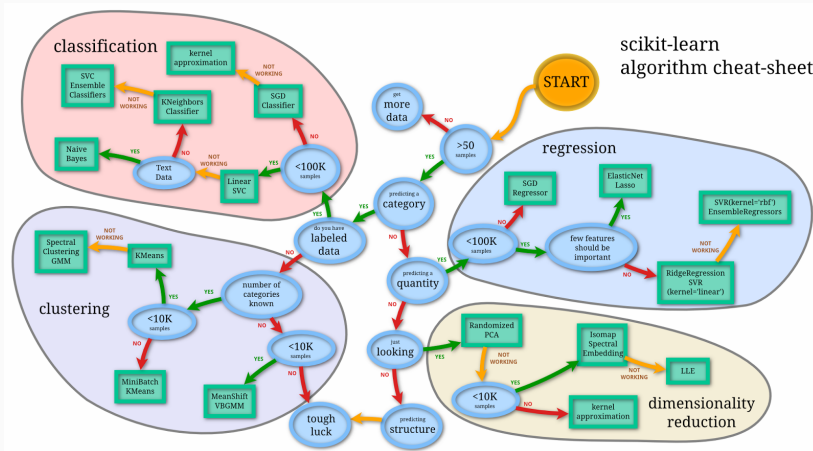 scikit-learn
algorithm cheat-sheet
START
classification
kernel
approximation
NOT
WORKING
SVC
Ensemble
Classifiers
NOT
WORKING
KNeighbors
Classifier
SGD
Classifier
NO
NO
YES
Naive
Bayes
Text
Data
NOT
WORKING
Linear
SVC
YES
<100K
samples
YES
get
more
data
NO
>50
samples
YES
predicting a
category
YES
do you have
labeled
data
NO
NO
predicting a
quantity
YES
NO
just
looking
YES
NO
predicting
structure
tough
luck
regression
SGD
Regressor
NO
<100K
samples
YES
ElasticNet
Lasso
YES
few features
should be
important
NO
SVR(kernel='rbf')
EnsembleRegressors
NOT
WORKING
RidgeRegression
SVR
(kernel='linear')
clustering
Spectral
Clustering
GMM
NOT
WORKING
KMeans
YES
<10K
samples
YES
number of
categories
known
NO
NO
MiniBatch
KMeans
<10K
samples
YES
NO
MeanShift
VBGMM
Randomized
PCA
NOT
WORKING
<10K
samples
YES
NO
Isomap
Spectral
Embedding
NOT
WORKING
LLE
kernel
approximation
dimensionality
reduction